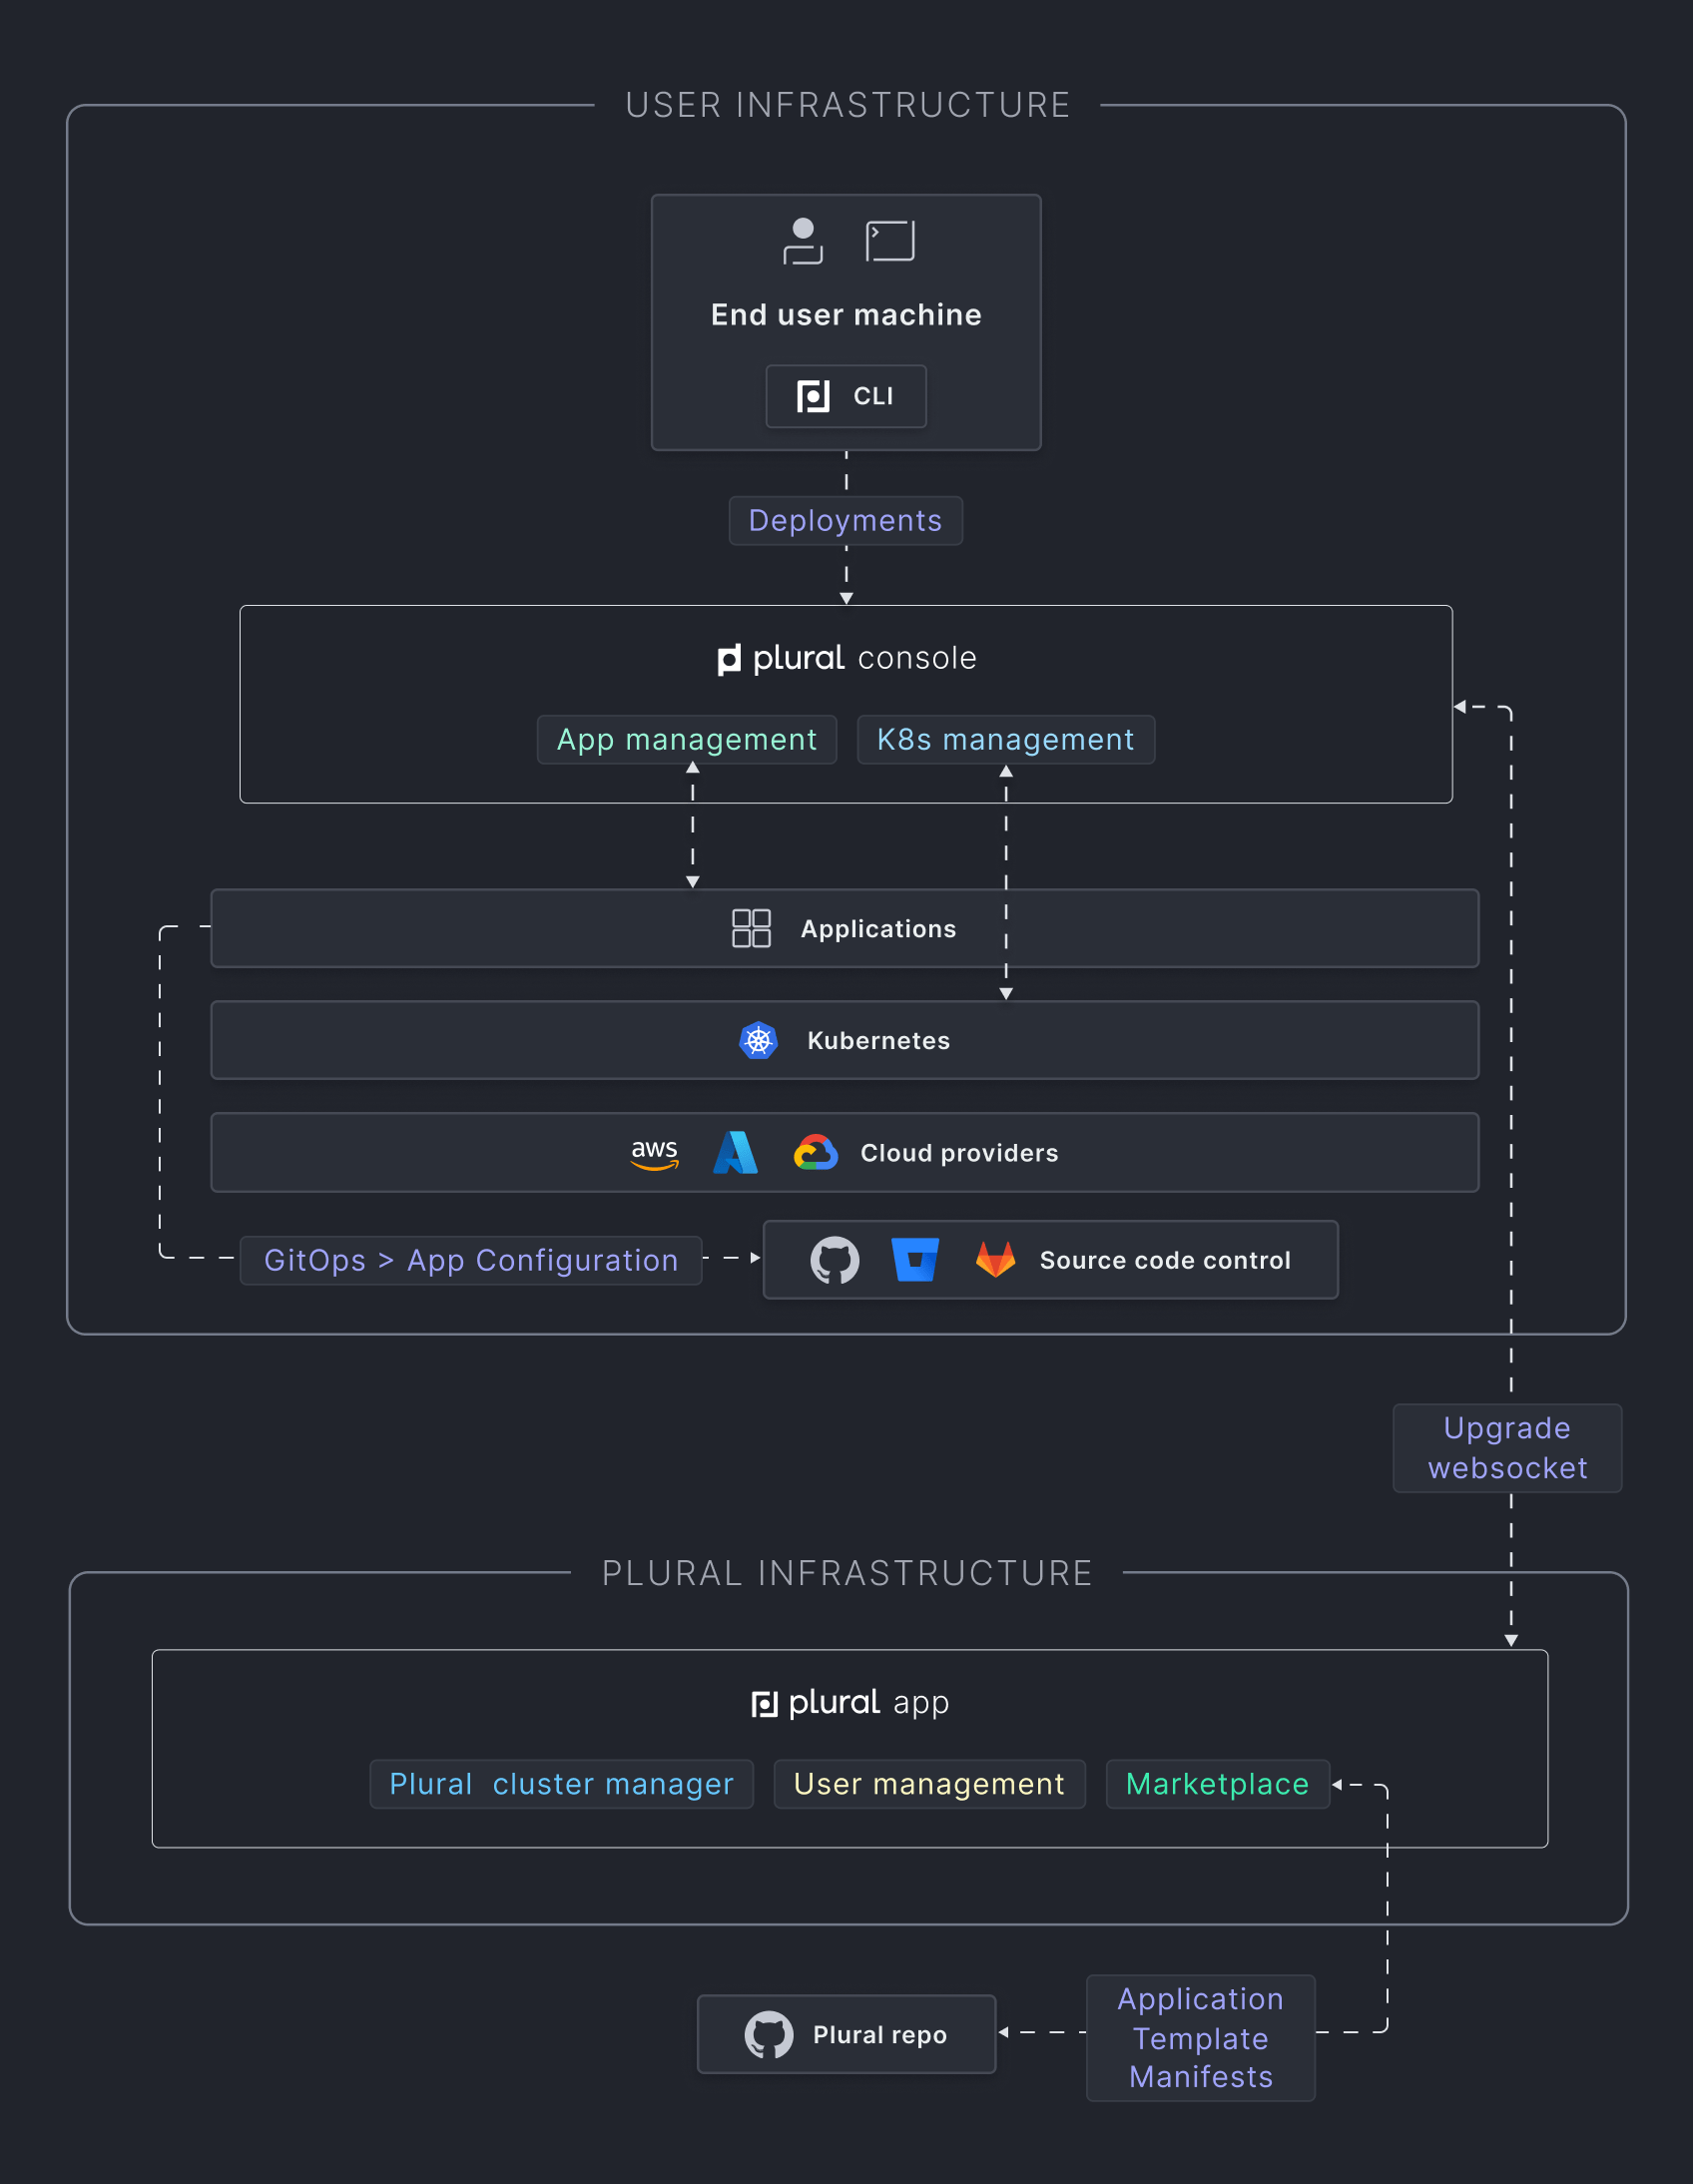 USER INFRASTRUCTURE
End user machine
CLI
Deployments
plural console
App management
K8s management
Applications
Kubernetes
aws
Cloud providers
GitOps > App Configuration
Source code control
Upgrade
websocket
PLURAL INFRASTRUCTURE
plural app
Plural cluster manager
User management
Marketplace
Plural repo
Application
Template
Manifests